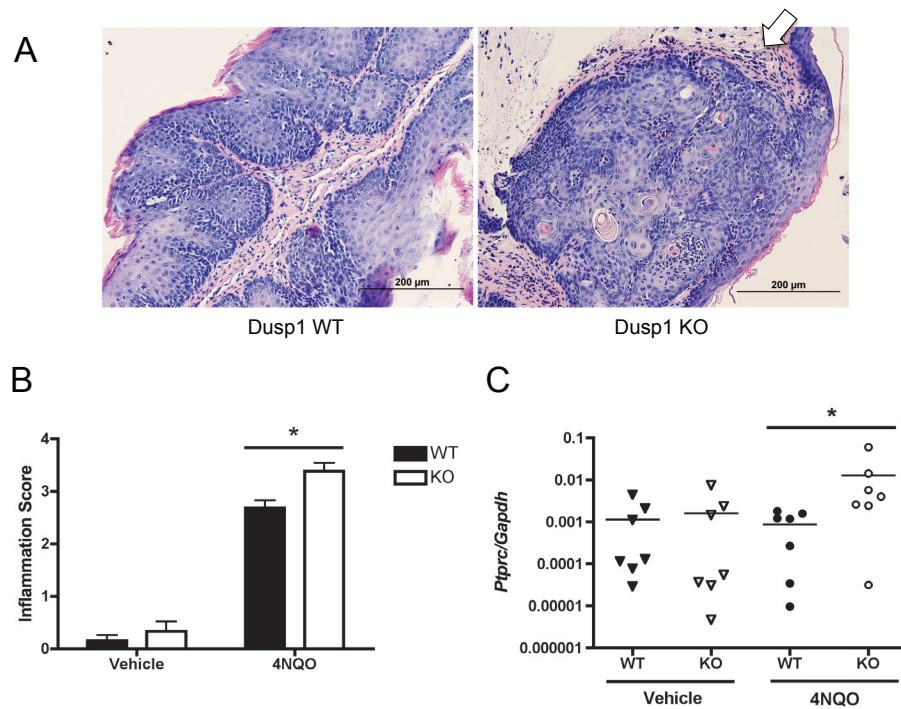 A
200 µm
200 µm
Dusp1 WT
Dusp1 KO
B
Inflammation Score
4
3
2
1
0
*
WT
KO
Vehicle
4NQO
C
Ptprc/Gapdh
0.1
0.01
0.001
0.0001
0.00001
0.000001
*
WT
KO
WT
KO
Vehicle
4NQO